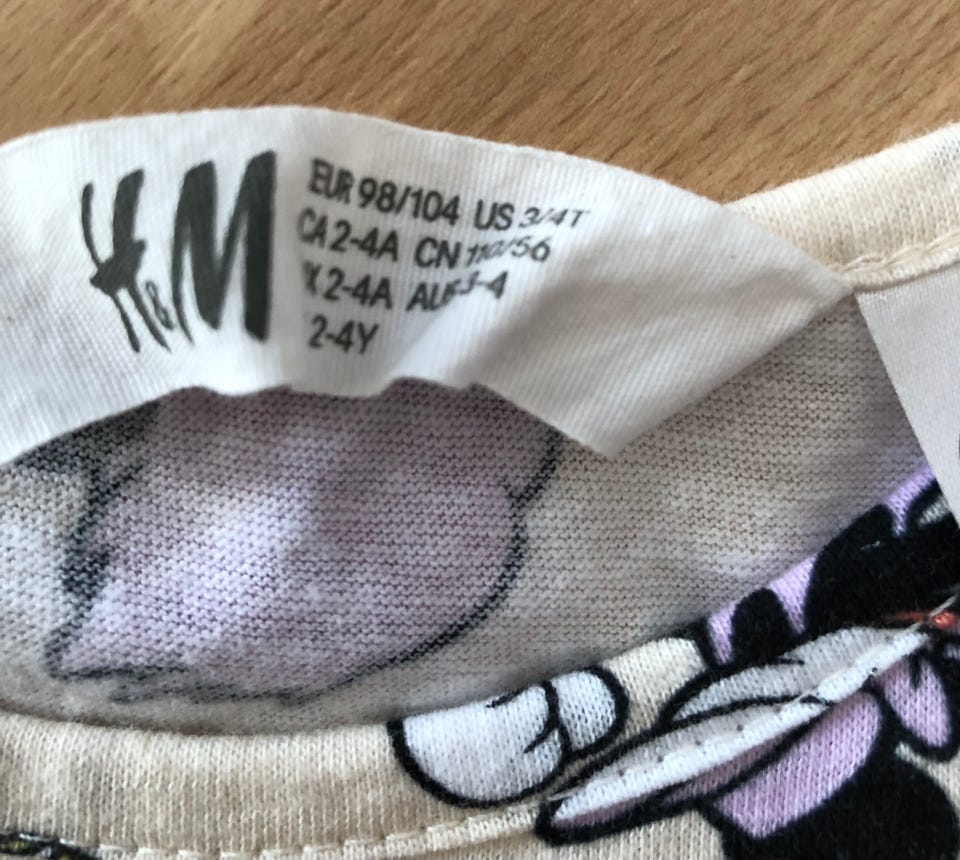 H&M
EUR 98/104 US 3/4T
CA 2-4A CN 110/56
2-4A
2-4Y